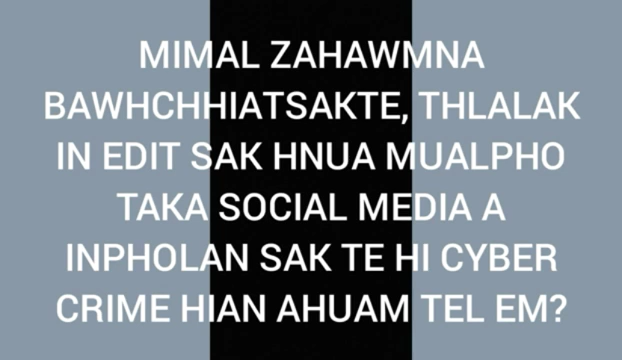 MIMAL ZAHAWMNA
BAWHCHHIATSAKTE, THLALAK
IN EDIT SAK HNUA MUALPHO
TAKA SOCIAL MEDIA A
INPHOLAN SAK TE HI CYBER
CRIME HIAN AHUAM TEL EM?